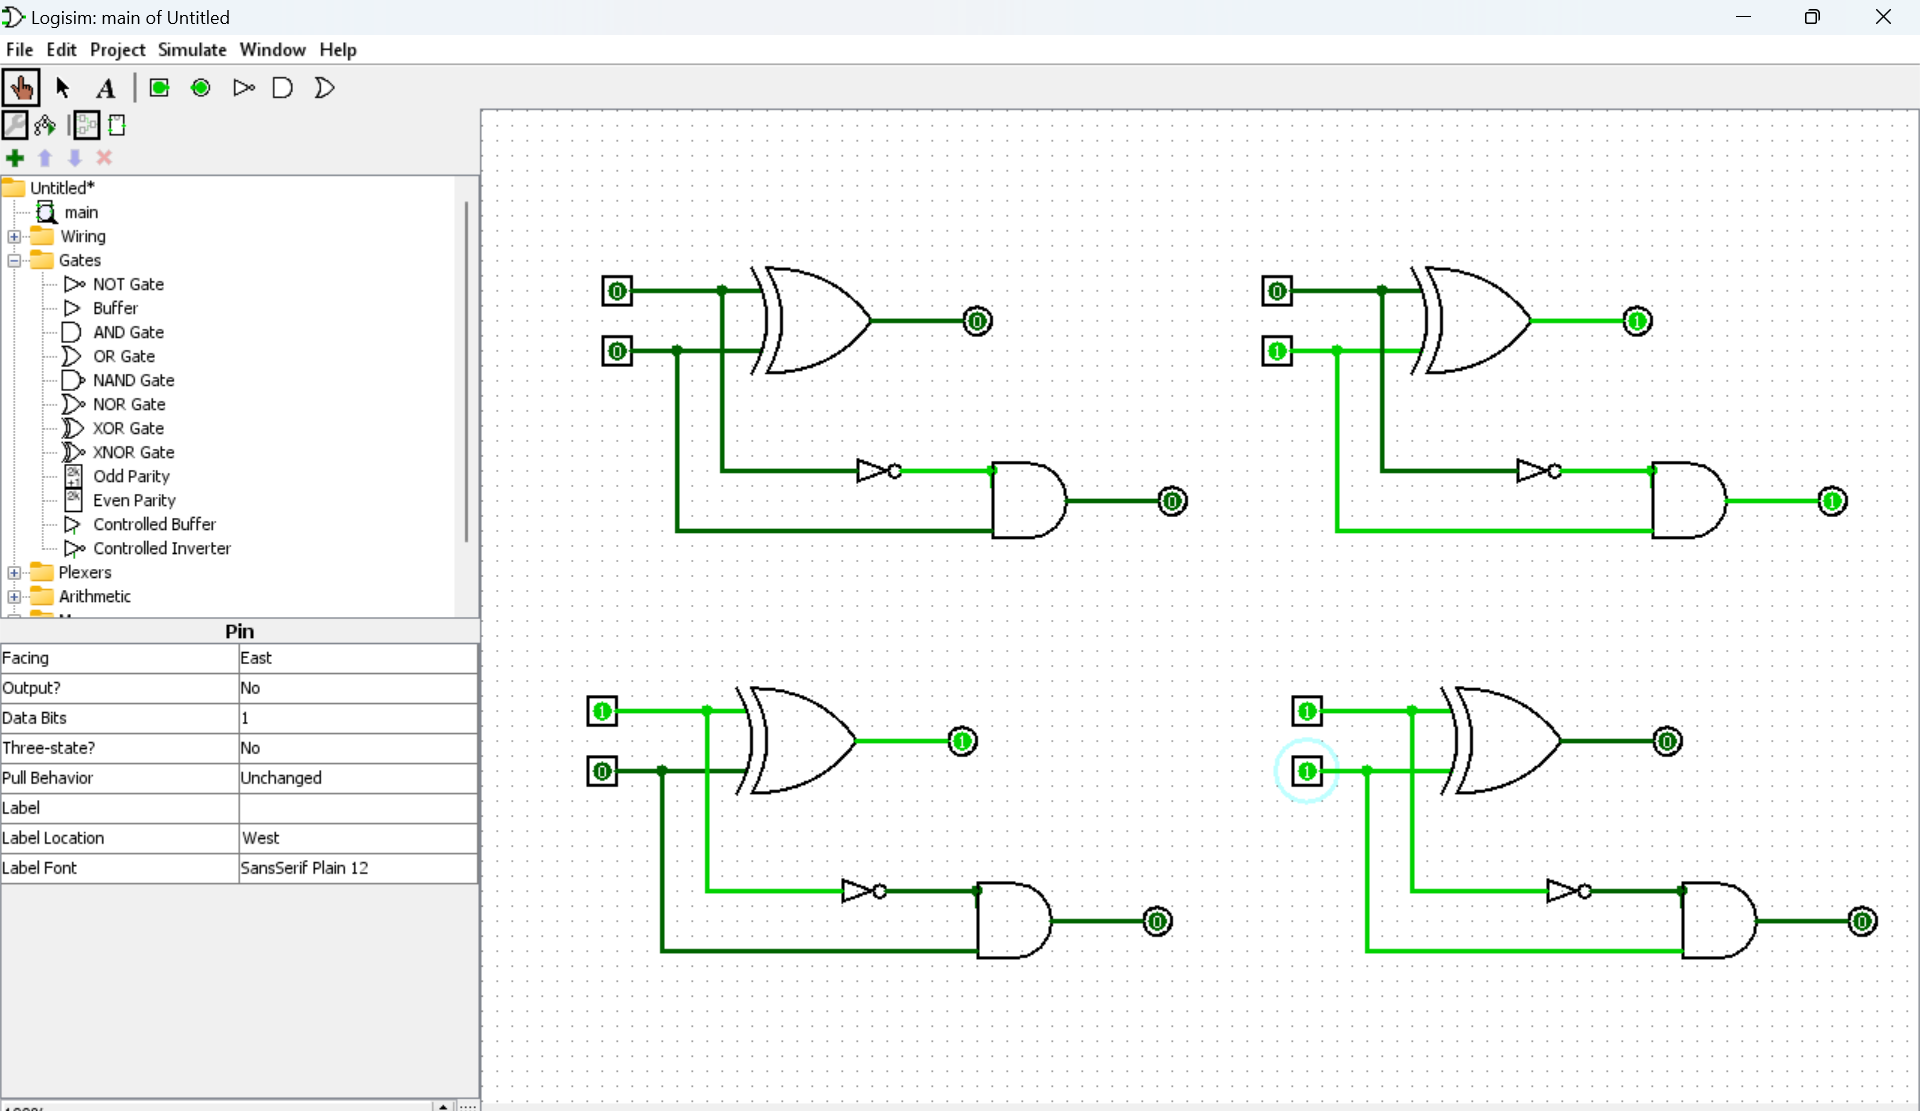 Logisim: main of Untitled
File Edit Project Simulate Window Help
A
Untitled*
main
Wiring
Gates
NOT Gate
Buffer
AND Gate
OR Gate
NAND Gate
NOR Gate
XOR Gate
XNOR Gate
2k+1 Odd Parity
2k Even Parity
Controlled Buffer
Controlled Inverter
Plexers
Arithmetic
Pin
Facing East
Output? No
Data Bits 1
Three-state? No
Pull Behavior Unchanged
Label
Label Location West
Label Font SansSerif Plain 12
0 0
0
0
0 1
1
1
1 1
0
0
1 0
1
0